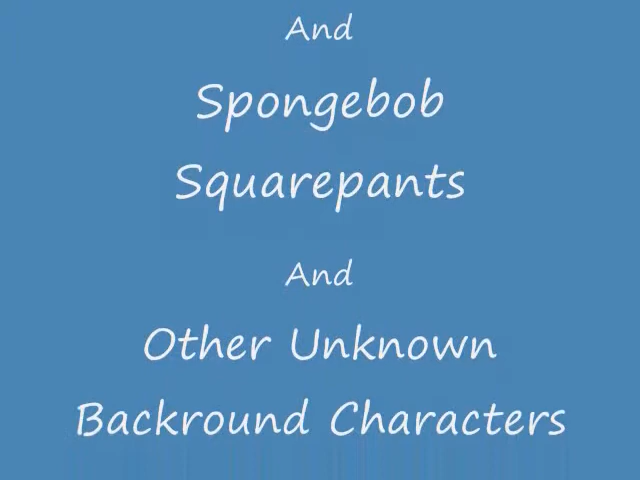 And
Spongebob
Squarepants
And
Other Unknown
Backround Characters